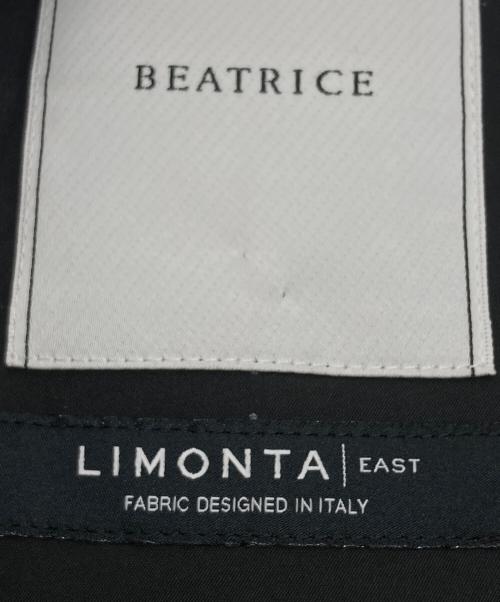 BEATRICE
LIMONTA | EAST
FABRIC DESIGNED IN ITALY